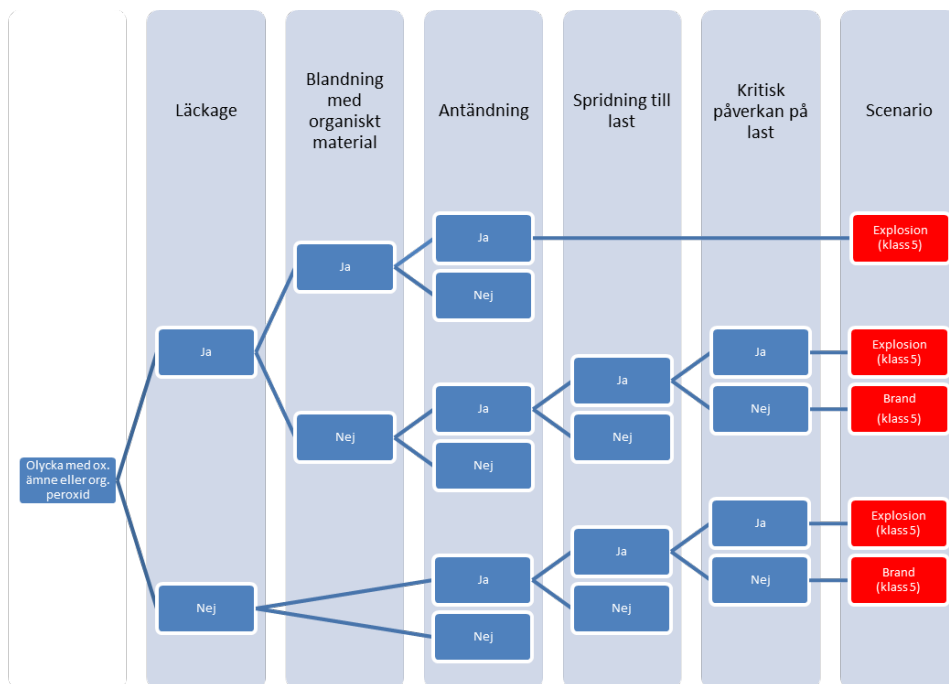 Läckage
Blandning
med
organiskt
material
Antändning
Spridning till
last
Kritisk
påverkan på
last
Scenario
Ja
Explosion
(klass 5)
Ja
Nej
Ja
Ja
Explosion
(klass 5)
Ja
Ja
Nej
Brand
(klass 5)
Nej
Nej
Nej
Olycka med ox.
ämne eller org.
peroxid
Ja
Explosion
(klass 5)
Ja
Ja
Nej
Brand
(klass 5)
Nej
Nej
Nej